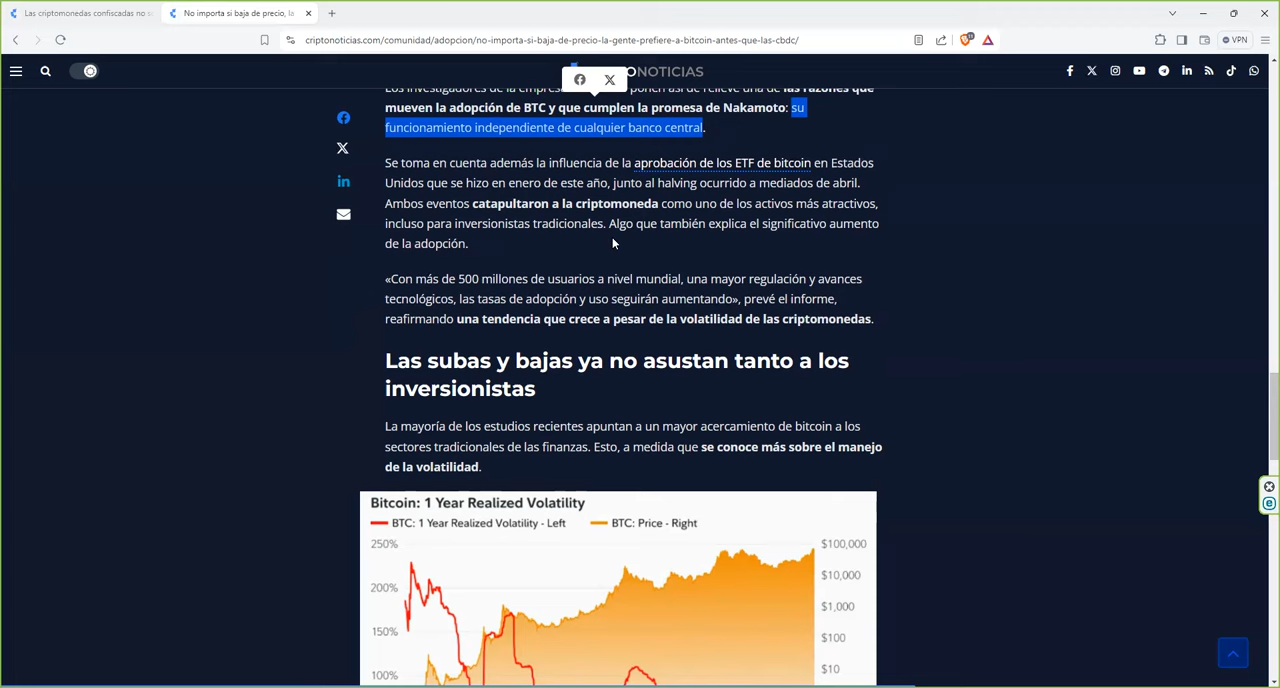 Las criptomonedas confiscadas no s
No importa si baja de precio, la
criptonoticias.com/comunidad/adopcion/no-importa-si-baja-de-precio-la-gente-prefiere-a-bitcoin-antes-que-las-cbdc/
VPN
ONOTICIAS
Los investigadores de la empresa ponen así de relieve una de las razones que
mueven la adopción de BTC y que cumplen la promesa de Nakamoto: su
funcionamiento independiente de cualquier banco central.
Se toma en cuenta además la influencia de la aprobación de los ETF de bitcoin en Estados
Unidos que se hizo en enero de este año, junto al halving ocurrido a mediados de abril.
Ambos eventos catapultaron a la criptomoneda como uno de los activos más atractivos,
incluso para inversionistas tradicionales. Algo que también explica el significativo aumento
de la adopción.
«Con más de 500 millones de usuarios a nivel mundial, una mayor regulación y avances
tecnológicos, las tasas de adopción y uso seguirán aumentando», prevé el informe,
reafirmando una tendencia que crece a pesar de la volatilidad de las criptomonedas.
Las subas y bajas ya no asustan tanto a los
inversionistas
La mayoría de los estudios recientes apuntan a un mayor acercamiento de bitcoin a los
sectores tradicionales de las finanzas. Esto, a medida que se conoce más sobre el manejo
de la volatilidad.
Bitcoin: 1 Year Realized Volatility
BTC: 1 Year Realized Volatility - Left BTC: Price - Right
250% $100,000
$10,000
200%
$1,000
150% $100
100% $10